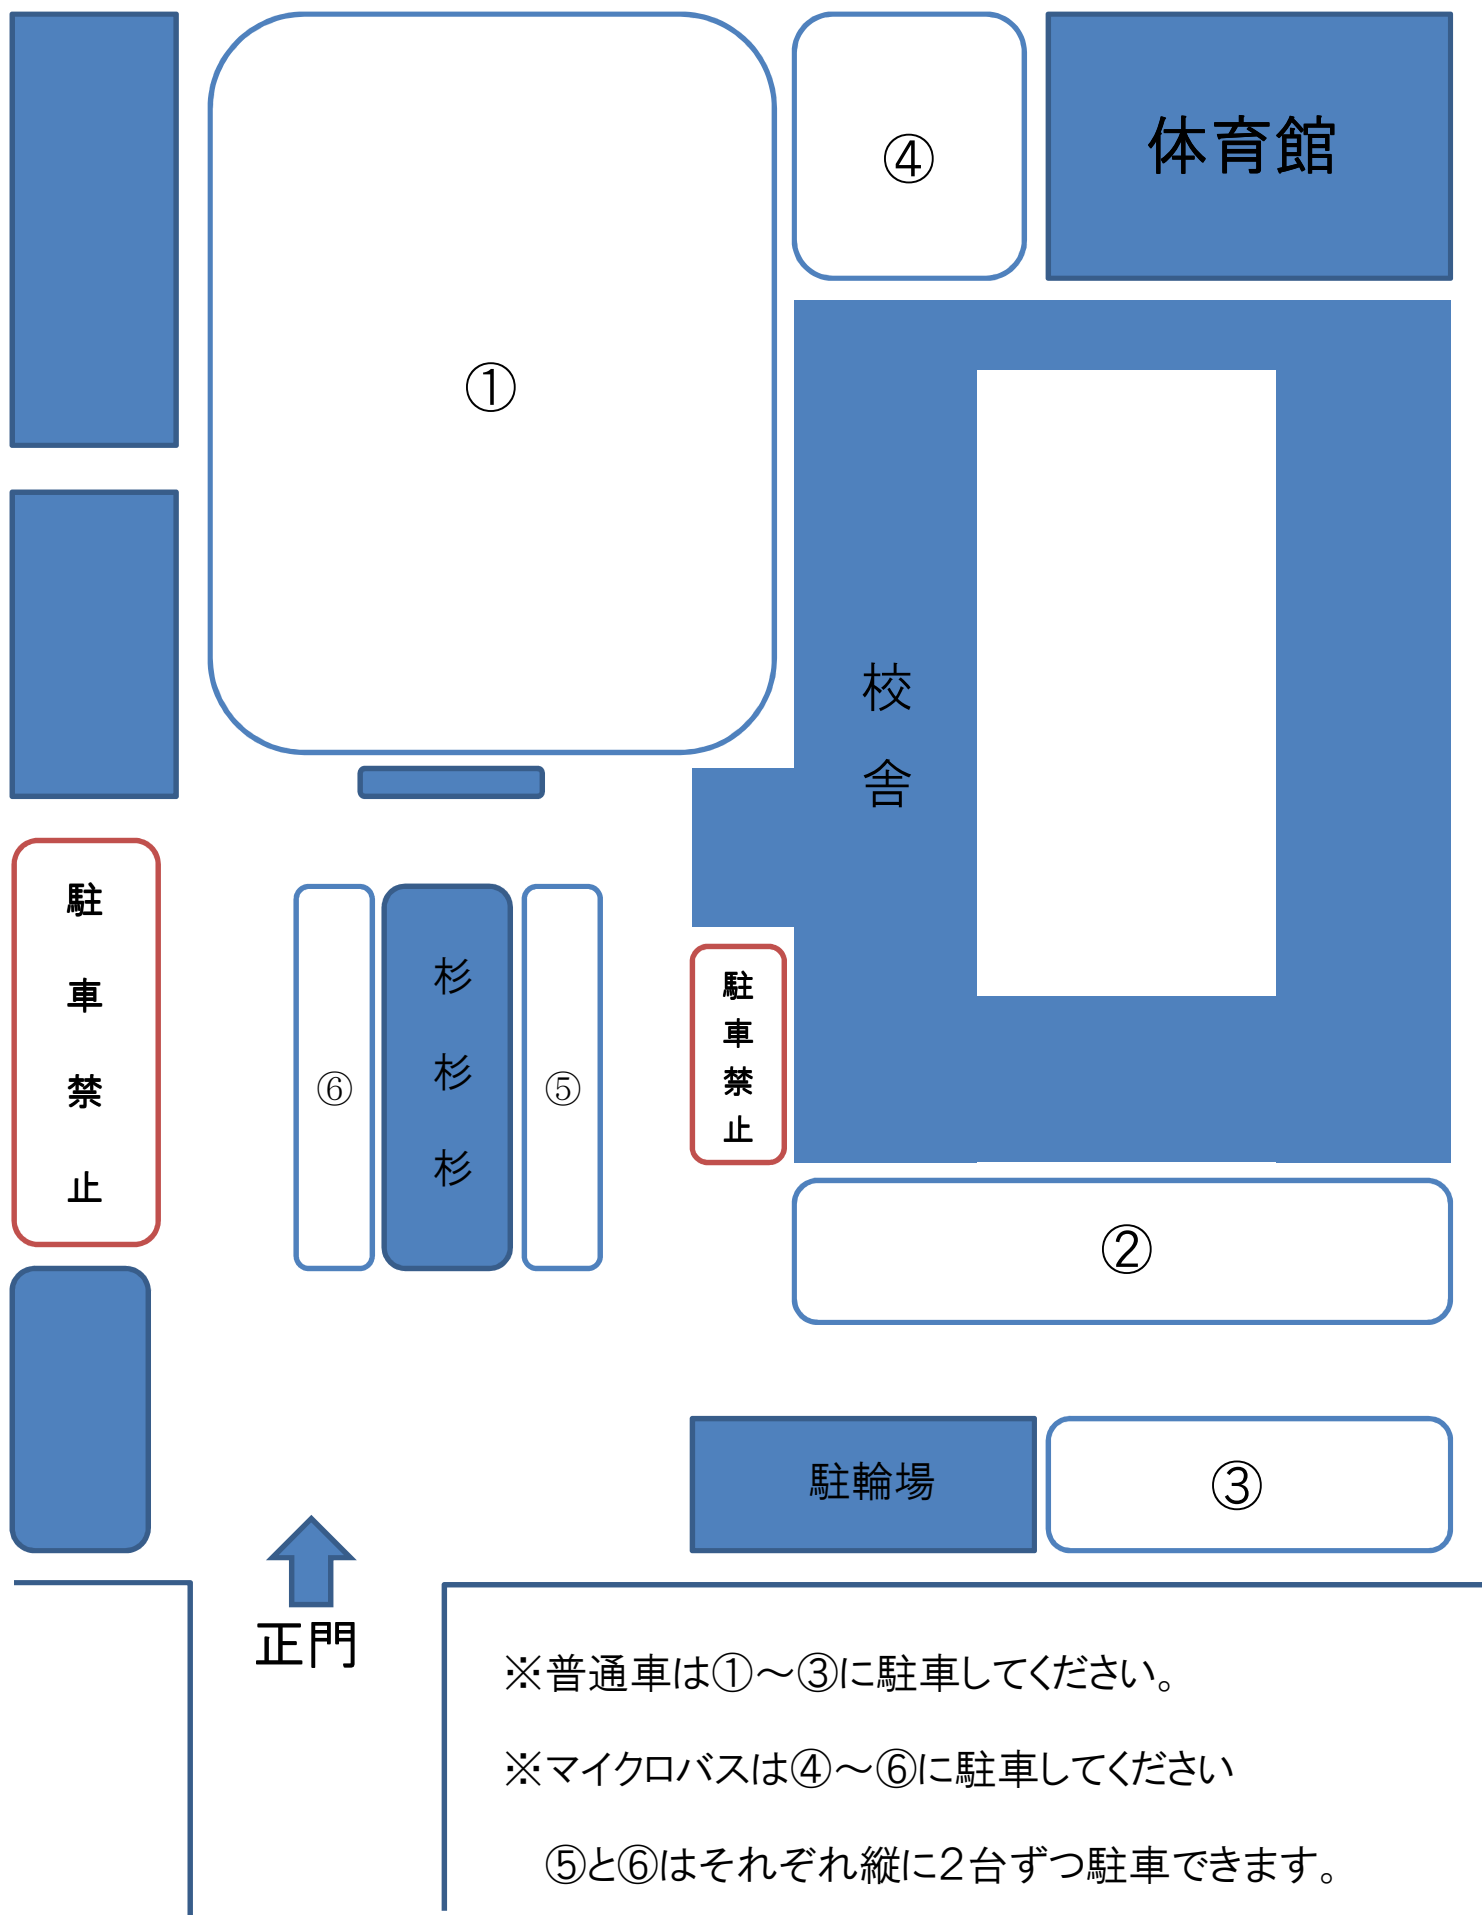 ④
体育館
①
校舎
駐車禁止
⑥
杉杉杉
⑤
駐車禁止
②
駐輪場
③
正門
※普通車は①～③に駐車してください。
※マイクロバスは④～⑥に駐車してください
⑤と⑥はそれぞれ縦に2台ずつ駐車できます。